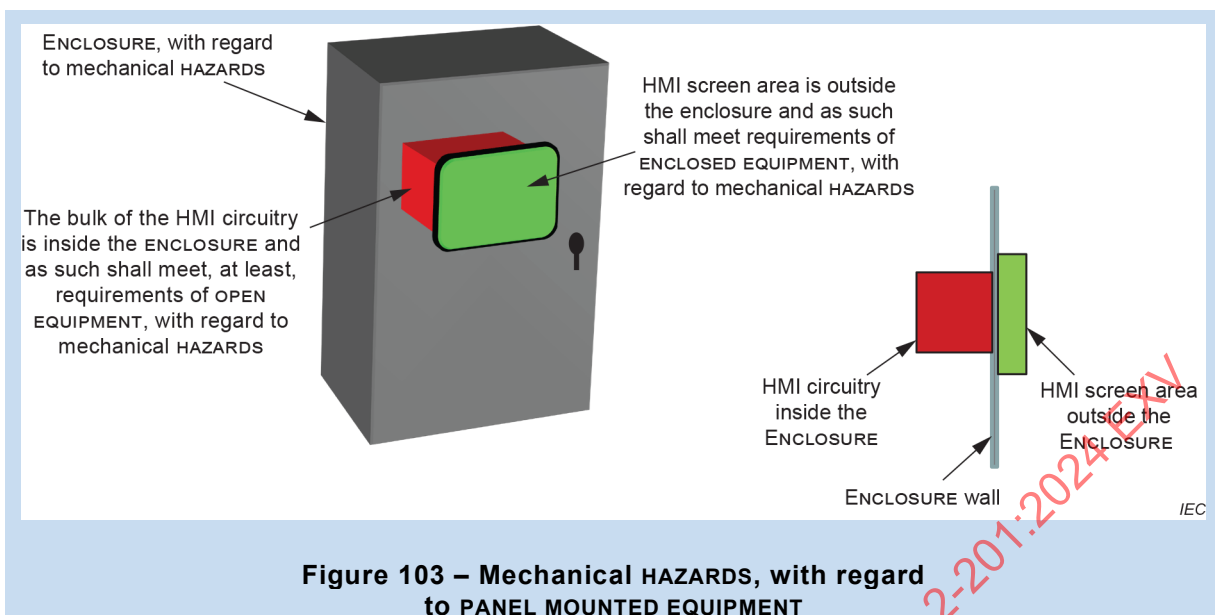 ENCLOSURE, with regard
to mechanical HAZARDS
HMI screen area is outside
the enclosure and as such
shall meet requirements of
ENCLOSED EQUIPMENT, with
regard to mechanical HAZARDS
The bulk of the HMI circuitry
is inside the ENCLOSURE and
as such shall meet, at least,
requirements of OPEN
EQUIPMENT, with regard to
mechanical HAZARDS
HMI circuitry
inside the
ENCLOSURE
HMI screen area
outside the
ENCLOSURE
ENCLOSURE wall
IEC
2-201:2024 EXV
Figure 103 – Mechanical HAZARDS, with regard
to PANEL MOUNTED EQUIPMENT